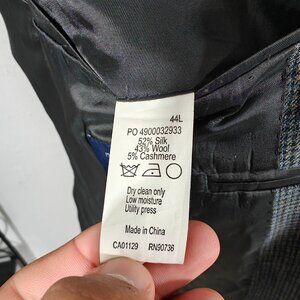 44L
PO 4900032933
52% Silk
43% Wool
5% Cashmere
Dry clean only
Low moisture
Utility press
Made in China
CA01129 RN90736